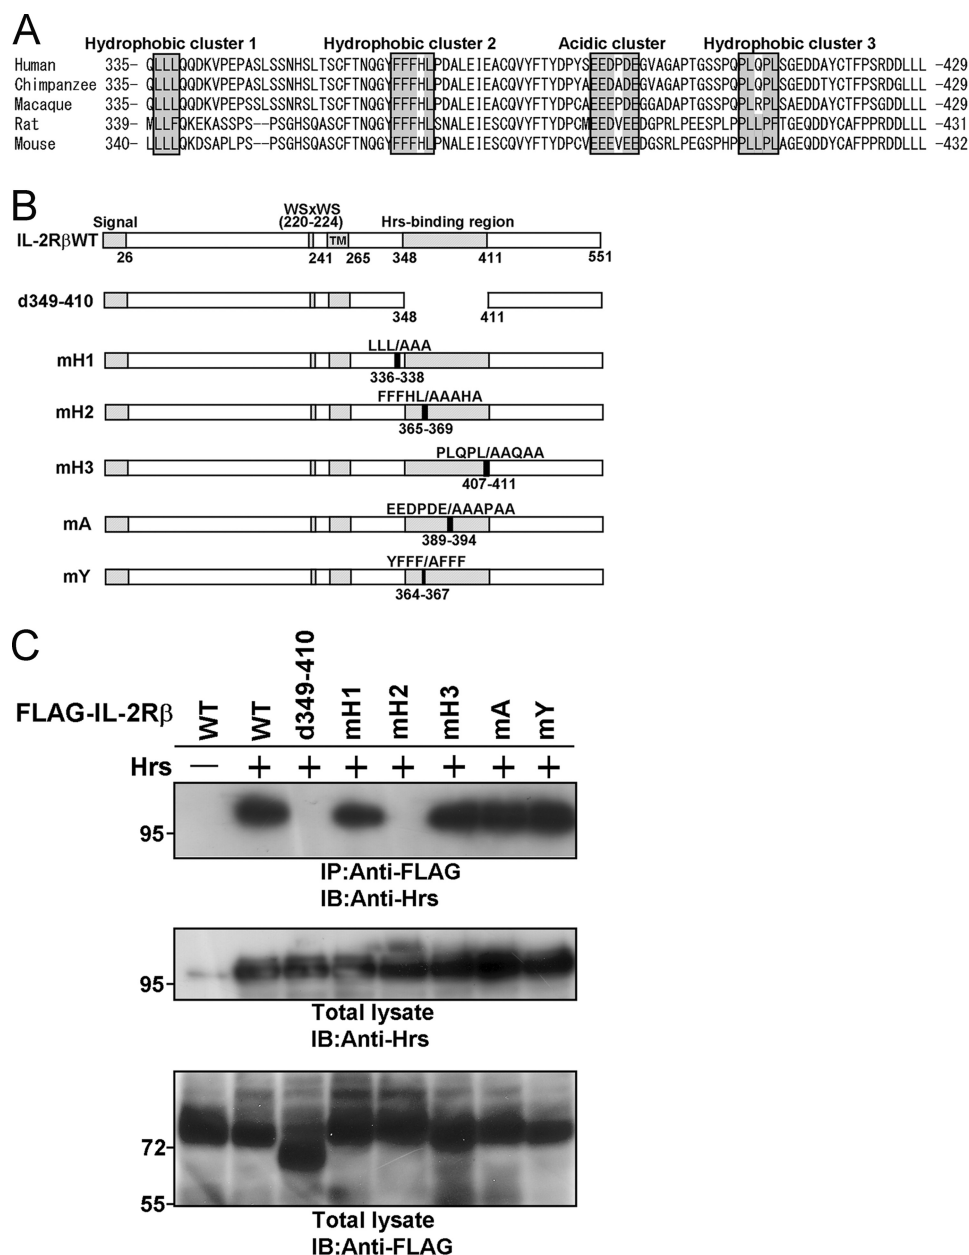 A
Hydrophobic cluster 1 Hydrophobic cluster 2 Acidic cluster Hydrophobic cluster 3
Human 335- QLLLQQDKVPEPASLSSNHSLTSCFTNQGYFFFHLPDALEIEACQVYFTYDPYSEEDPDEGVAGAPTGSSPQPLQPLSGEDDAYCTFPSRDDLLL -429
Chimpanzee 335- QLLLQQDKVPEPASLSSNHSLTSCFTNQGYFFFHLPDALEIEACQVYFTYDPYAEEDADEGVAGAPTGSSPQPLQPLSGEDDAYCTFPSRDDLLL -429
Macaque 335- QLLLQQDKVPEPASLSSNRSLTSCFTNQGYFFFHLPDALEIEACQVYFTYDPCAEEEPDEGGADAPTGSSPQPLRPLSAEDDAYCTFPSGDDLLL -429
Rat 339- MLLFQKEKASSPS--PSGHSQASCFTNQGYFFFHLSNALEIESCQVYFTYDPCMEEDVEEDGPRLPEESPLPPLLPFTGEQDDYCAFPPRDDLLL -431
Mouse 340- LLLLQKDSAPLPS--PSGHSQASCFTNQGYFFFHLPNALEIESCQVYFTYDPCVEEEVEEDGSRLPEGSPHPPLLPLAGEQDDYCAFPPRDDLLL -432
B
WSxWS
Signal (220-224) Hrs-binding region
IL-2RβWT TM
26 241 265 348 411 551
d349-410
348 411
LLL/AAA
mH1
336-338
FFFHL/AAAHA
mH2
365-369
PLQPL/AAQAA
mH3
407-411
EEDPDE/AAAPAA
mA
389-394
YFFF/AFFF
mY
364-367
C
FLAG-IL-2Rβ WT WT d349-410 mH1 mH2 mH3 mA mY
Hrs — + + + + + + +
95-
IP:Anti-FLAG
IB:Anti-Hrs
95-
Total lysate
IB:Anti-Hrs
72-
55-
Total lysate
IB:Anti-FLAG